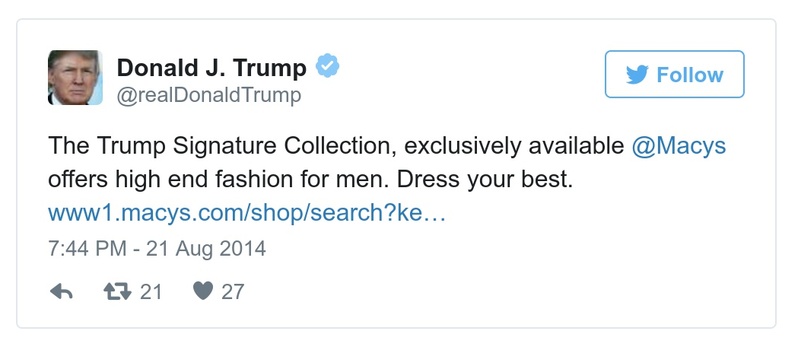 Donald J. Trump
Follow
@realDonaldTrump
The Trump Signature Collection, exclusively available @Macys
offers high end fashion for men. Dress your best.
www1.macys.com/shop/search?ke…
7:44 PM - 21 Aug 2014
21 27